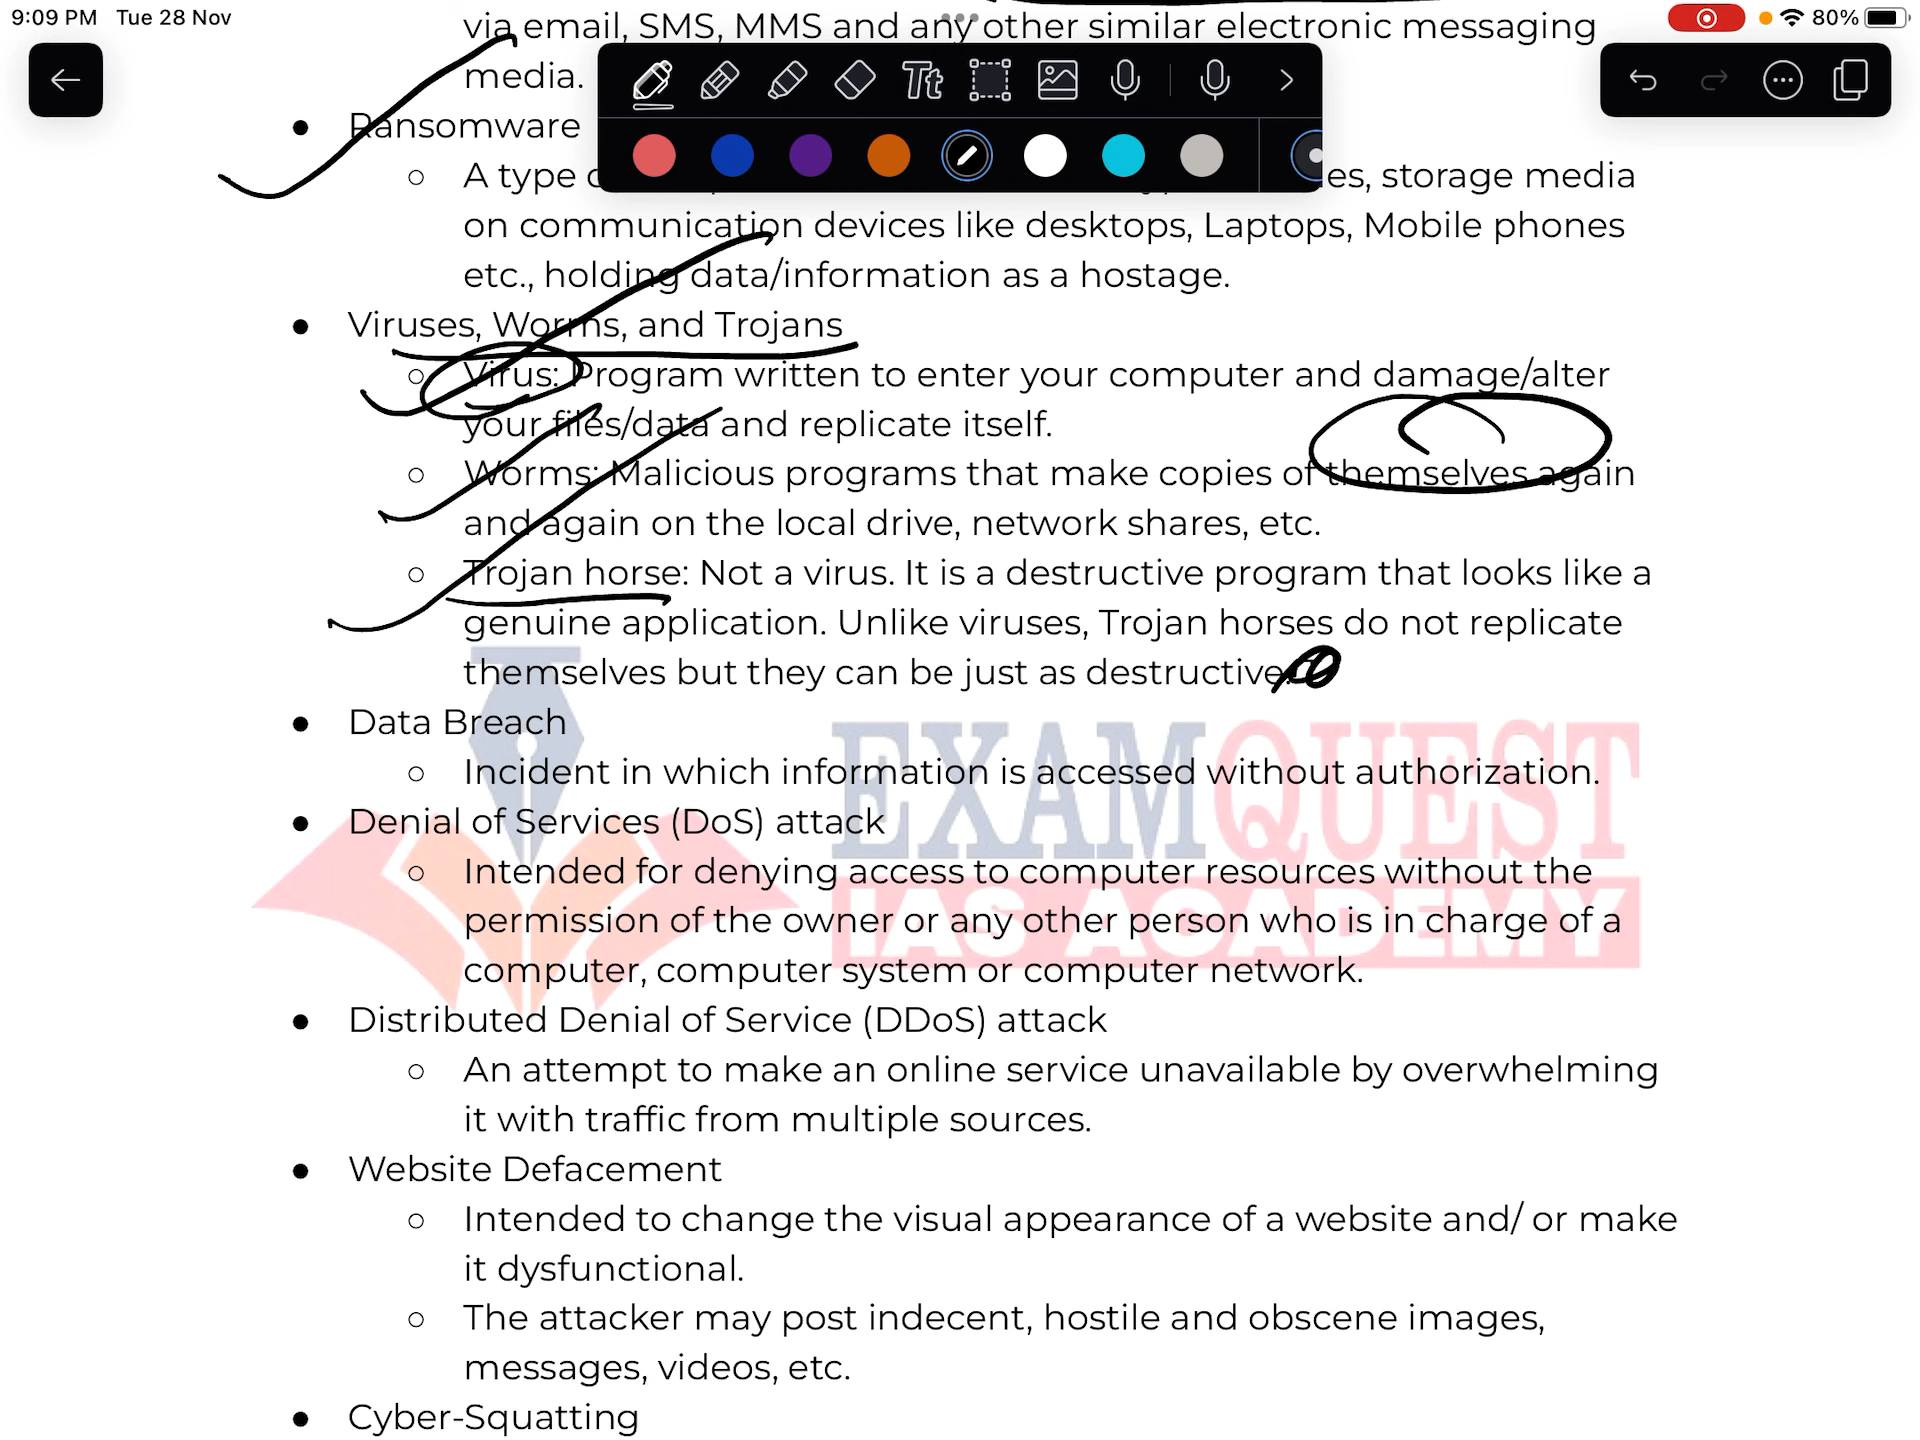 9:09 PM Tue 28 Nov
80%
via email, SMS, MMS and any other similar electronic messaging
media.
Tt
● Ransomware
○ A type es, storage media
on communication devices like desktops, Laptops, Mobile phones
etc., holding data/information as a hostage.
● Viruses, Worms, and Trojans
○ Virus: Program written to enter your computer and damage/alter
your files/data and replicate itself.
○ Worms: Malicious programs that make copies of themselves again
and again on the local drive, network shares, etc.
○ Trojan horse: Not a virus. It is a destructive program that looks like a
genuine application. Unlike viruses, Trojan horses do not replicate
themselves but they can be just as destructive.
● Data Breach
○ Incident in which information is accessed without authorization.
● Denial of Services (DoS) attack
○ Intended for denying access to computer resources without the
permission of the owner or any other person who is in charge of a
computer, computer system or computer network.
● Distributed Denial of Service (DDoS) attack
○ An attempt to make an online service unavailable by overwhelming
it with traffic from multiple sources.
● Website Defacement
○ Intended to change the visual appearance of a website and/ or make
it dysfunctional.
○ The attacker may post indecent, hostile and obscene images,
messages, videos, etc.
● Cyber-Squatting
EXAMQUEST
IAS ACADEMY